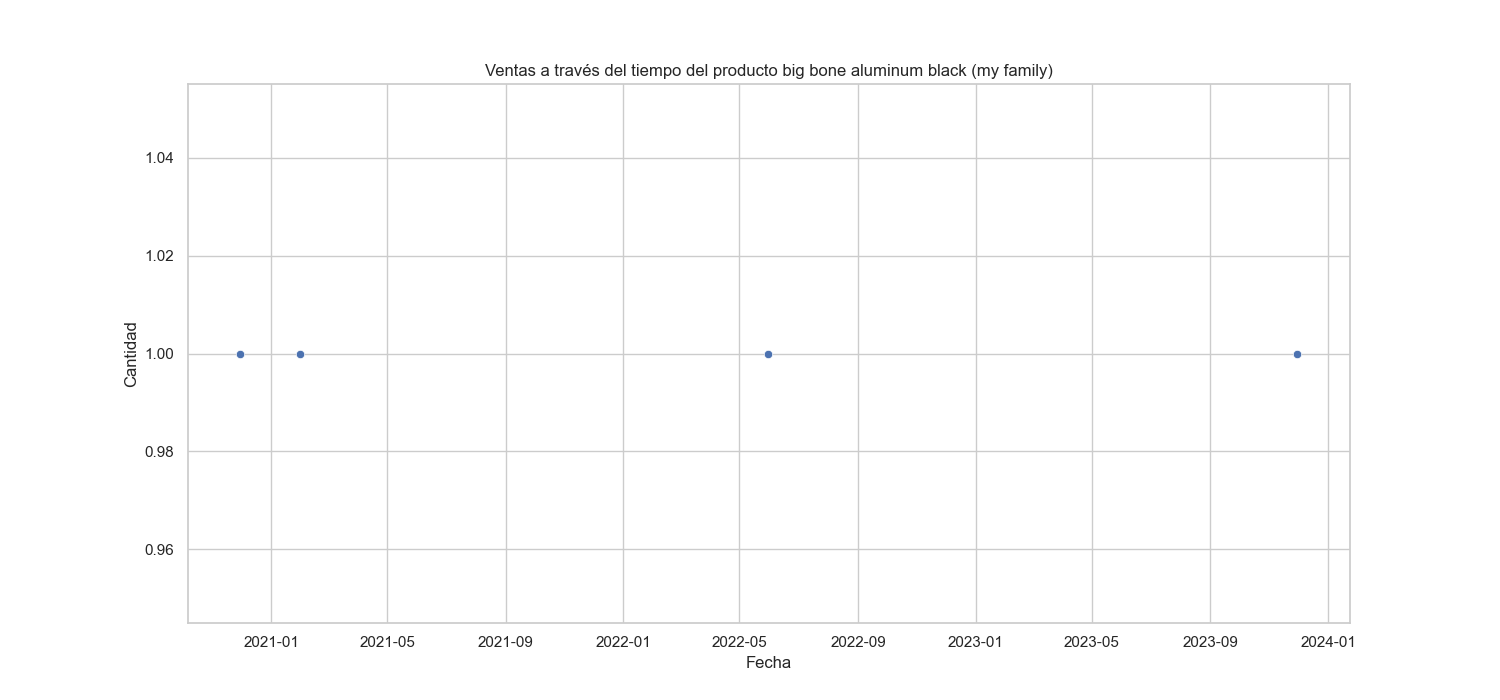 Ventas a través del tiempo del producto big bone aluminum black (my family)
1.04
1.02
1.00
0.98
0.96
Cantidad
2021-01 2021-05 2021-09 2022-01 2022-05 2022-09 2023-01 2023-05 2023-09 2024-01
Fecha